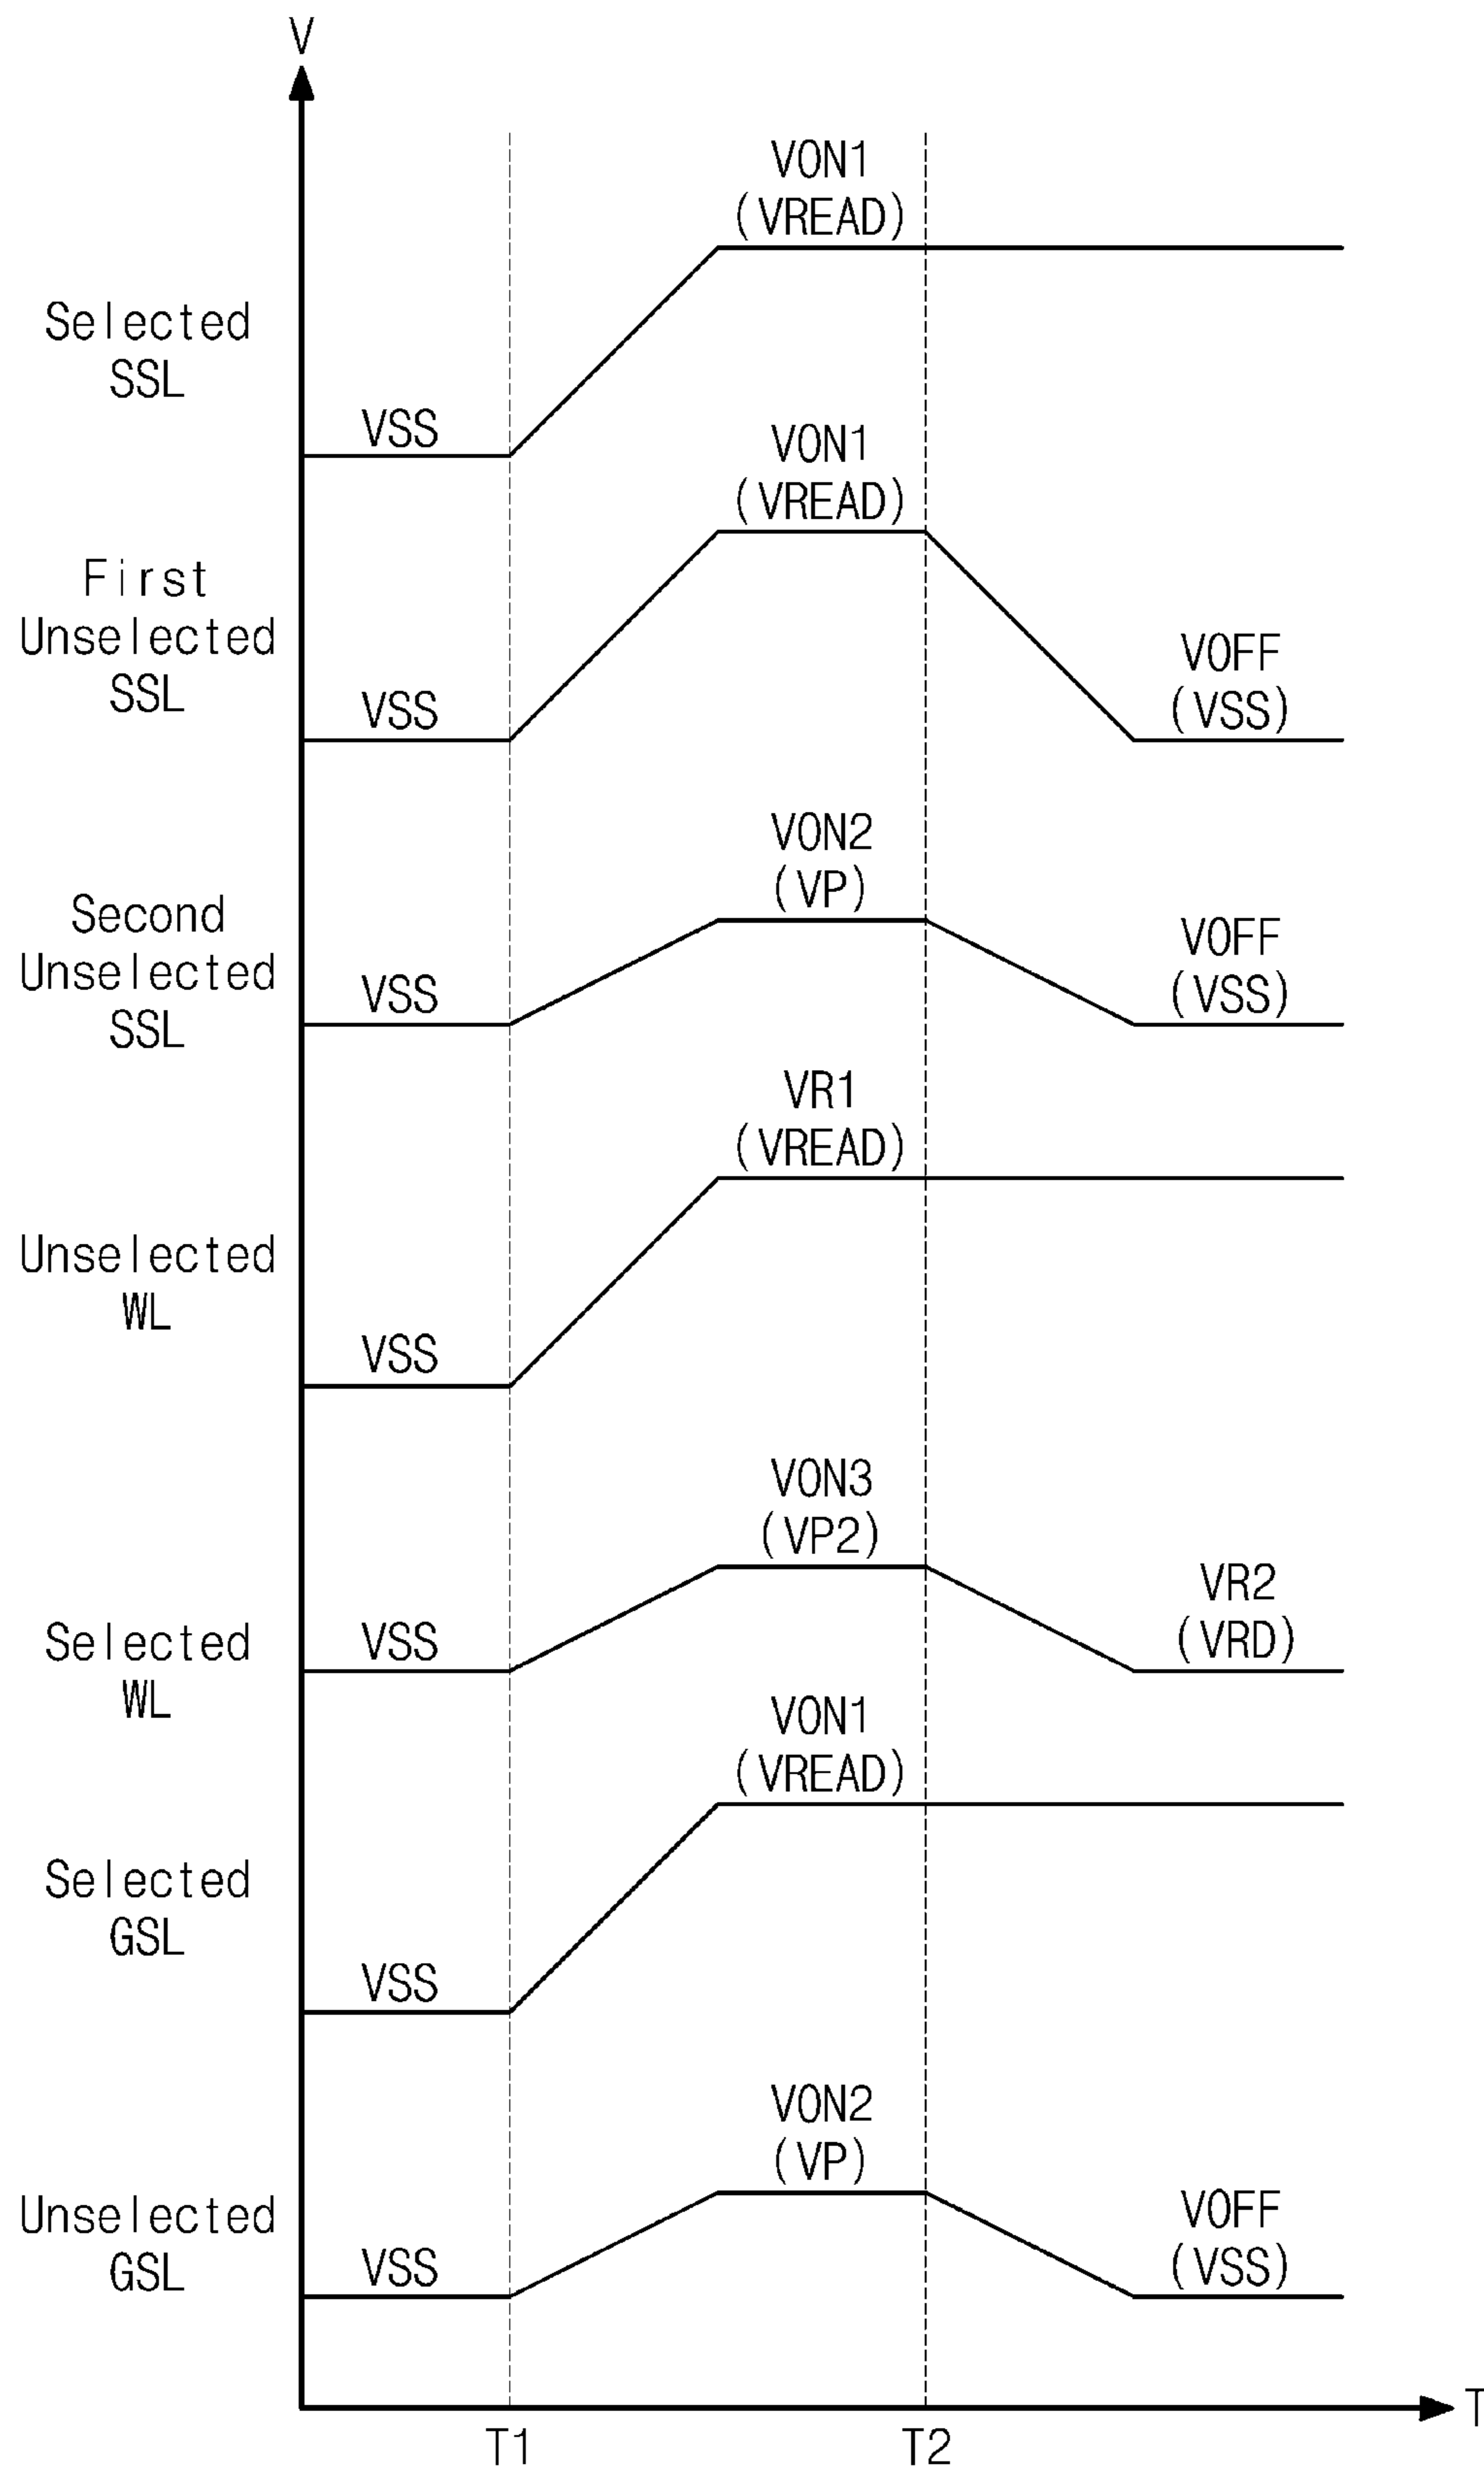 V
VON1
(VREAD)
Selected
SSL
VSS
VON1
(VREAD)
First
Unselected
SSL
VSS
VOFF
(VSS)
VON2
(VP)
Second
Unselected
SSL
VSS
VOFF
(VSS)
VR1
(VREAD)
Unselected
WL
VSS
VON3
(VP2)
Selected
WL
VSS
VR2
(VRD)
VON1
(VREAD)
Selected
GSL
VSS
VON2
(VP)
Unselected
GSL
VSS
VOFF
(VSS)
T
T1
T2